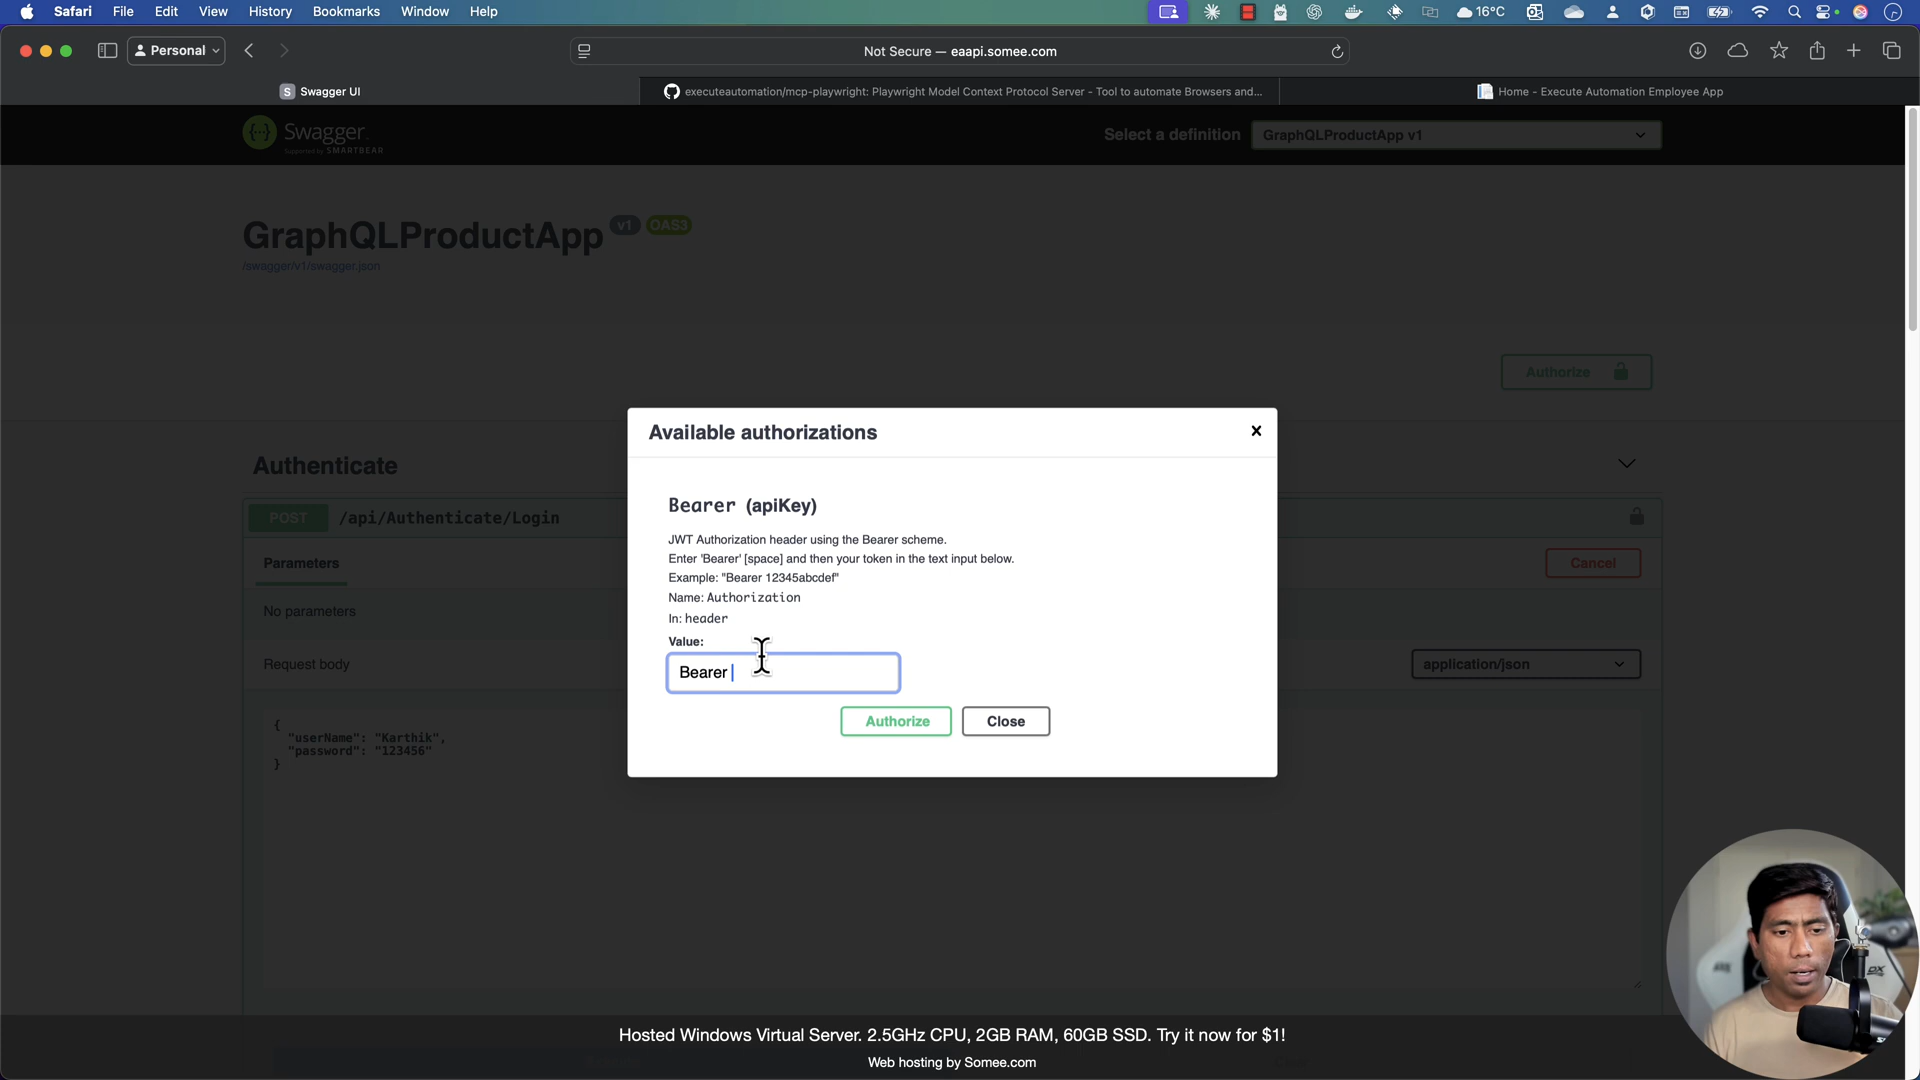 Safari File Edit View History Bookmarks Window Help 16°C
Personal
Not Secure — eaapi.somee.com
S Swagger UI
executeautomation/mcp-playwright: Playwright Model Context Protocol Server - Tool to automate Browsers and...
Home - Execute Automation Employee App
{··} Swagger
Supported by SMARTBEAR
Select a definition
GraphQLProductApp v1
GraphQLProductApp v1 OAS3
/swagger/v1/swagger.json
Authorize
Available authorizations
Authenticate
Bearer (apiKey)
POST /api/Authenticate/Login
JWT Authorization header using the Bearer scheme.
Enter 'Bearer' [space] and then your token in the text input below.
Example: "Bearer 12345abcdef"
Name: Authorization
In: header
Value:
Bearer
Authorize
Close
Parameters
Cancel
No parameters
Request body
application/json
{
"userName": "Karthik",
"password": "123456"
}
Hosted Windows Virtual Server. 2.5GHz CPU, 2GB RAM, 60GB SSD. Try it now for $1!
Web hosting by Somee.com